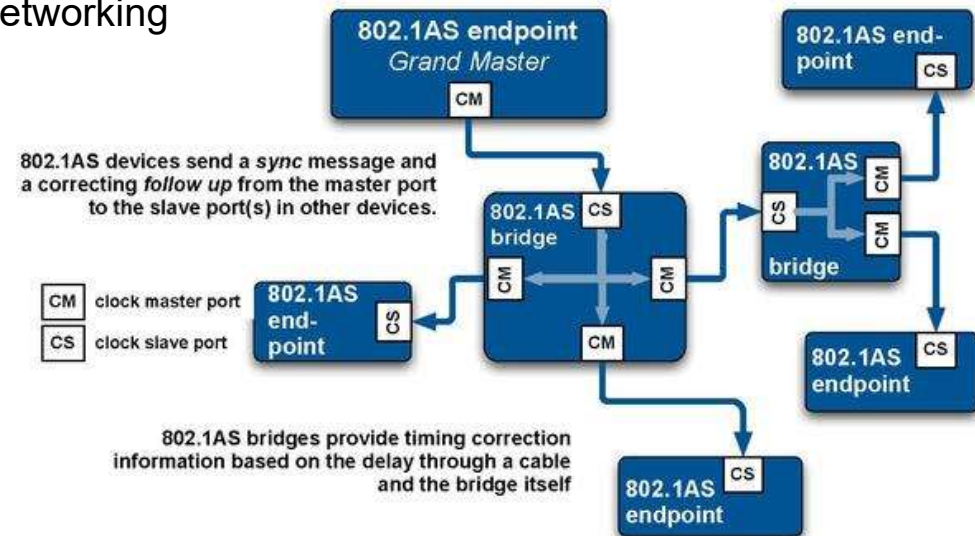 etworking
802.1AS endpoint
Grand Master
CM
802.1AS end-
point
CS
802.1AS devices send a sync message and
a correcting follow up from the master port
to the slave port(s) in other devices.
802.1AS
bridge
CS
CM
CM
CM
802.1AS
CS
CM
CM
bridge
CM clock master port
CS clock slave port
802.1AS
end-
point
CS
802.1AS
endpoint
CS
802.1AS bridges provide timing correction
information based on the delay through a cable
and the bridge itself
802.1AS
endpoint
CS